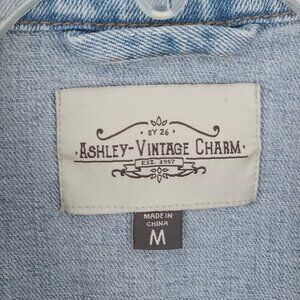 · BY 26 ·
· ASHLEY-VINTAGE CHARM ·
EST. 1997
MADE IN
CHINA
M